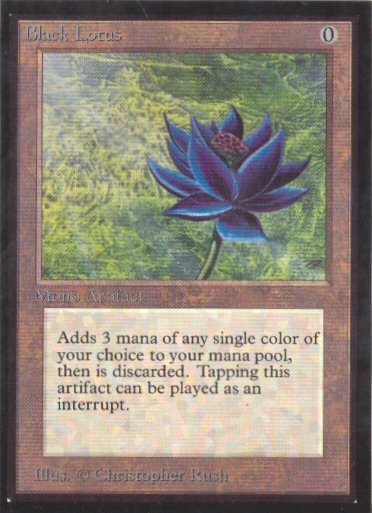 Black Lotus 0
Mono Artifact
Adds 3 mana of any single color of
your choice to your mana pool,
then is discarded. Tapping this
artifact can be played as an
interrupt.
Illus. © Christopher Rush